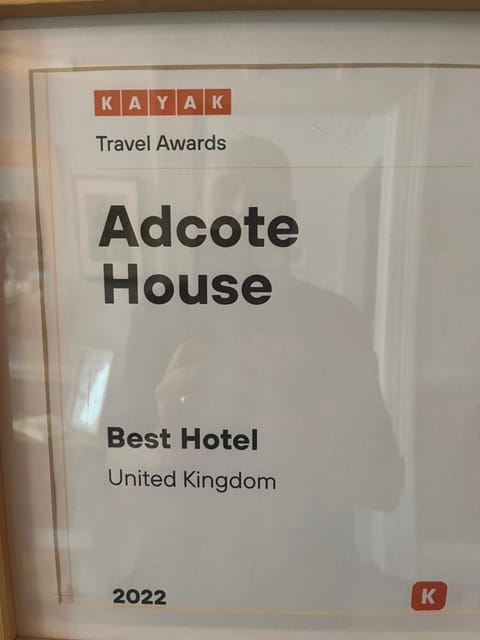 KAYAK
Travel Awards
Adcote
House
Best Hotel
United Kingdom
2022
K